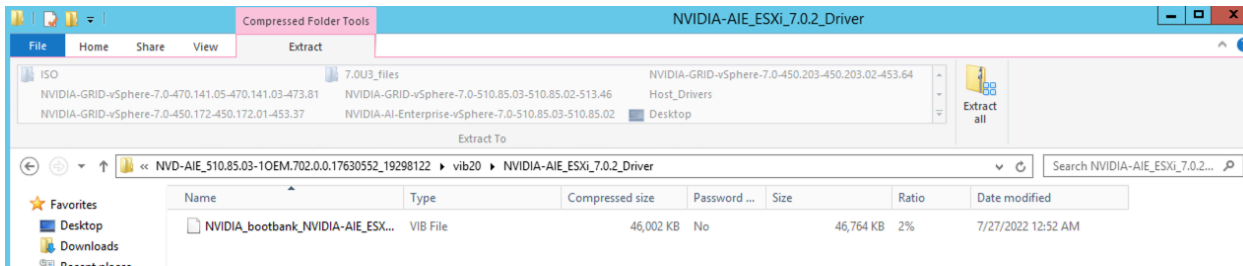 Compressed Folder Tools
NVIDIA-AIE_ESXi_7.0.2_Driver
File Home Share View Extract
ISO 7.0U3_files NVIDIA-GRID-vSphere-7.0-450.203-450.203.02-453.64
NVIDIA-GRID-vSphere-7.0-470.141.05-470.141.03-473.81 NVIDIA-GRID-vSphere-7.0-510.85.03-510.85.02-513.46 Host_Drivers
NVIDIA-GRID-vSphere-7.0-450.172-450.172.01-453.37 NVIDIA-AI-Enterprise-vSphere-7.0-510.85.03-510.85.02 Desktop
Extract all
Extract To
« NVD-AIE_510.85.03-1OEM.702.0.0.17630552_19298122 ▸ vib20 ▸ NVIDIA-AIE_ESXi_7.0.2_Driver
Search NVIDIA-AIE_ESXi_7.0.2...
Favorites
Desktop
Downloads
Recent places
Name Type Compressed size Password ... Size Ratio Date modified
NVIDIA_bootbank_NVIDIA-AIE_ESX... VIB File 46,002 KB No 46,764 KB 2% 7/27/2022 12:52 AM